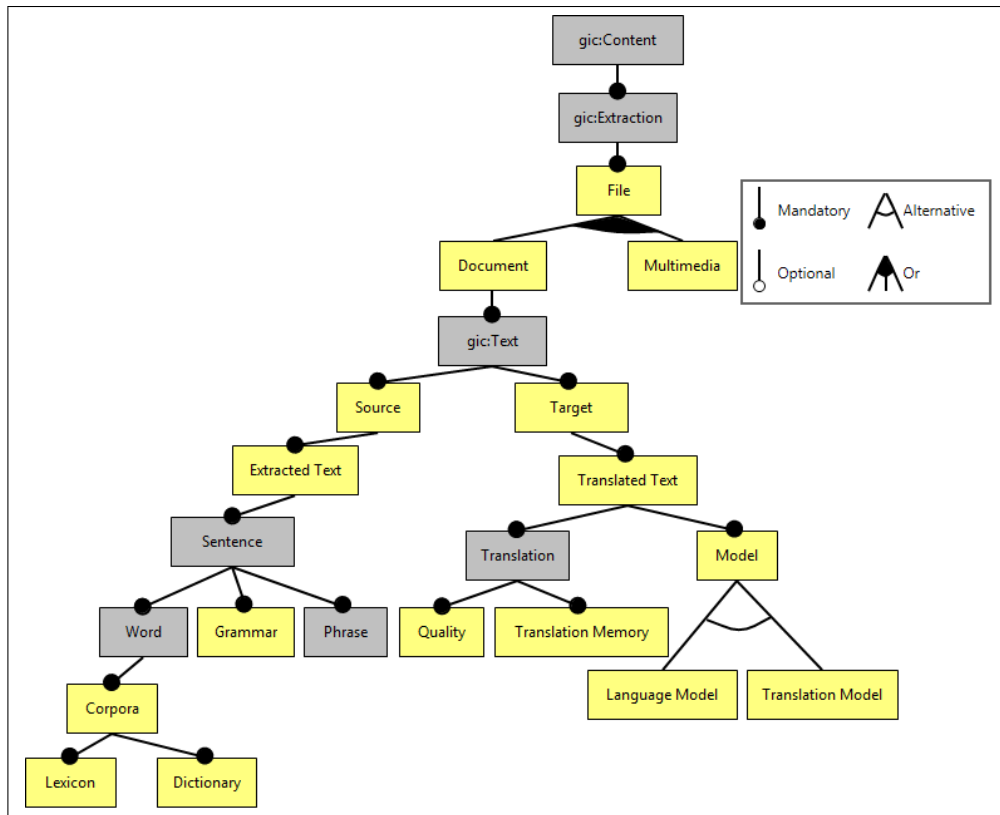 gic:Content
gic:Extraction
File
Mandatory
Alternative
Document
Multimedia
Optional
Or
gic:Text
Source
Target
Extracted Text
Translated Text
Sentence
Translation
Model
Word
Grammar
Phrase
Quality
Translation Memory
Corpora
Language Model
Translation Model
Lexicon
Dictionary